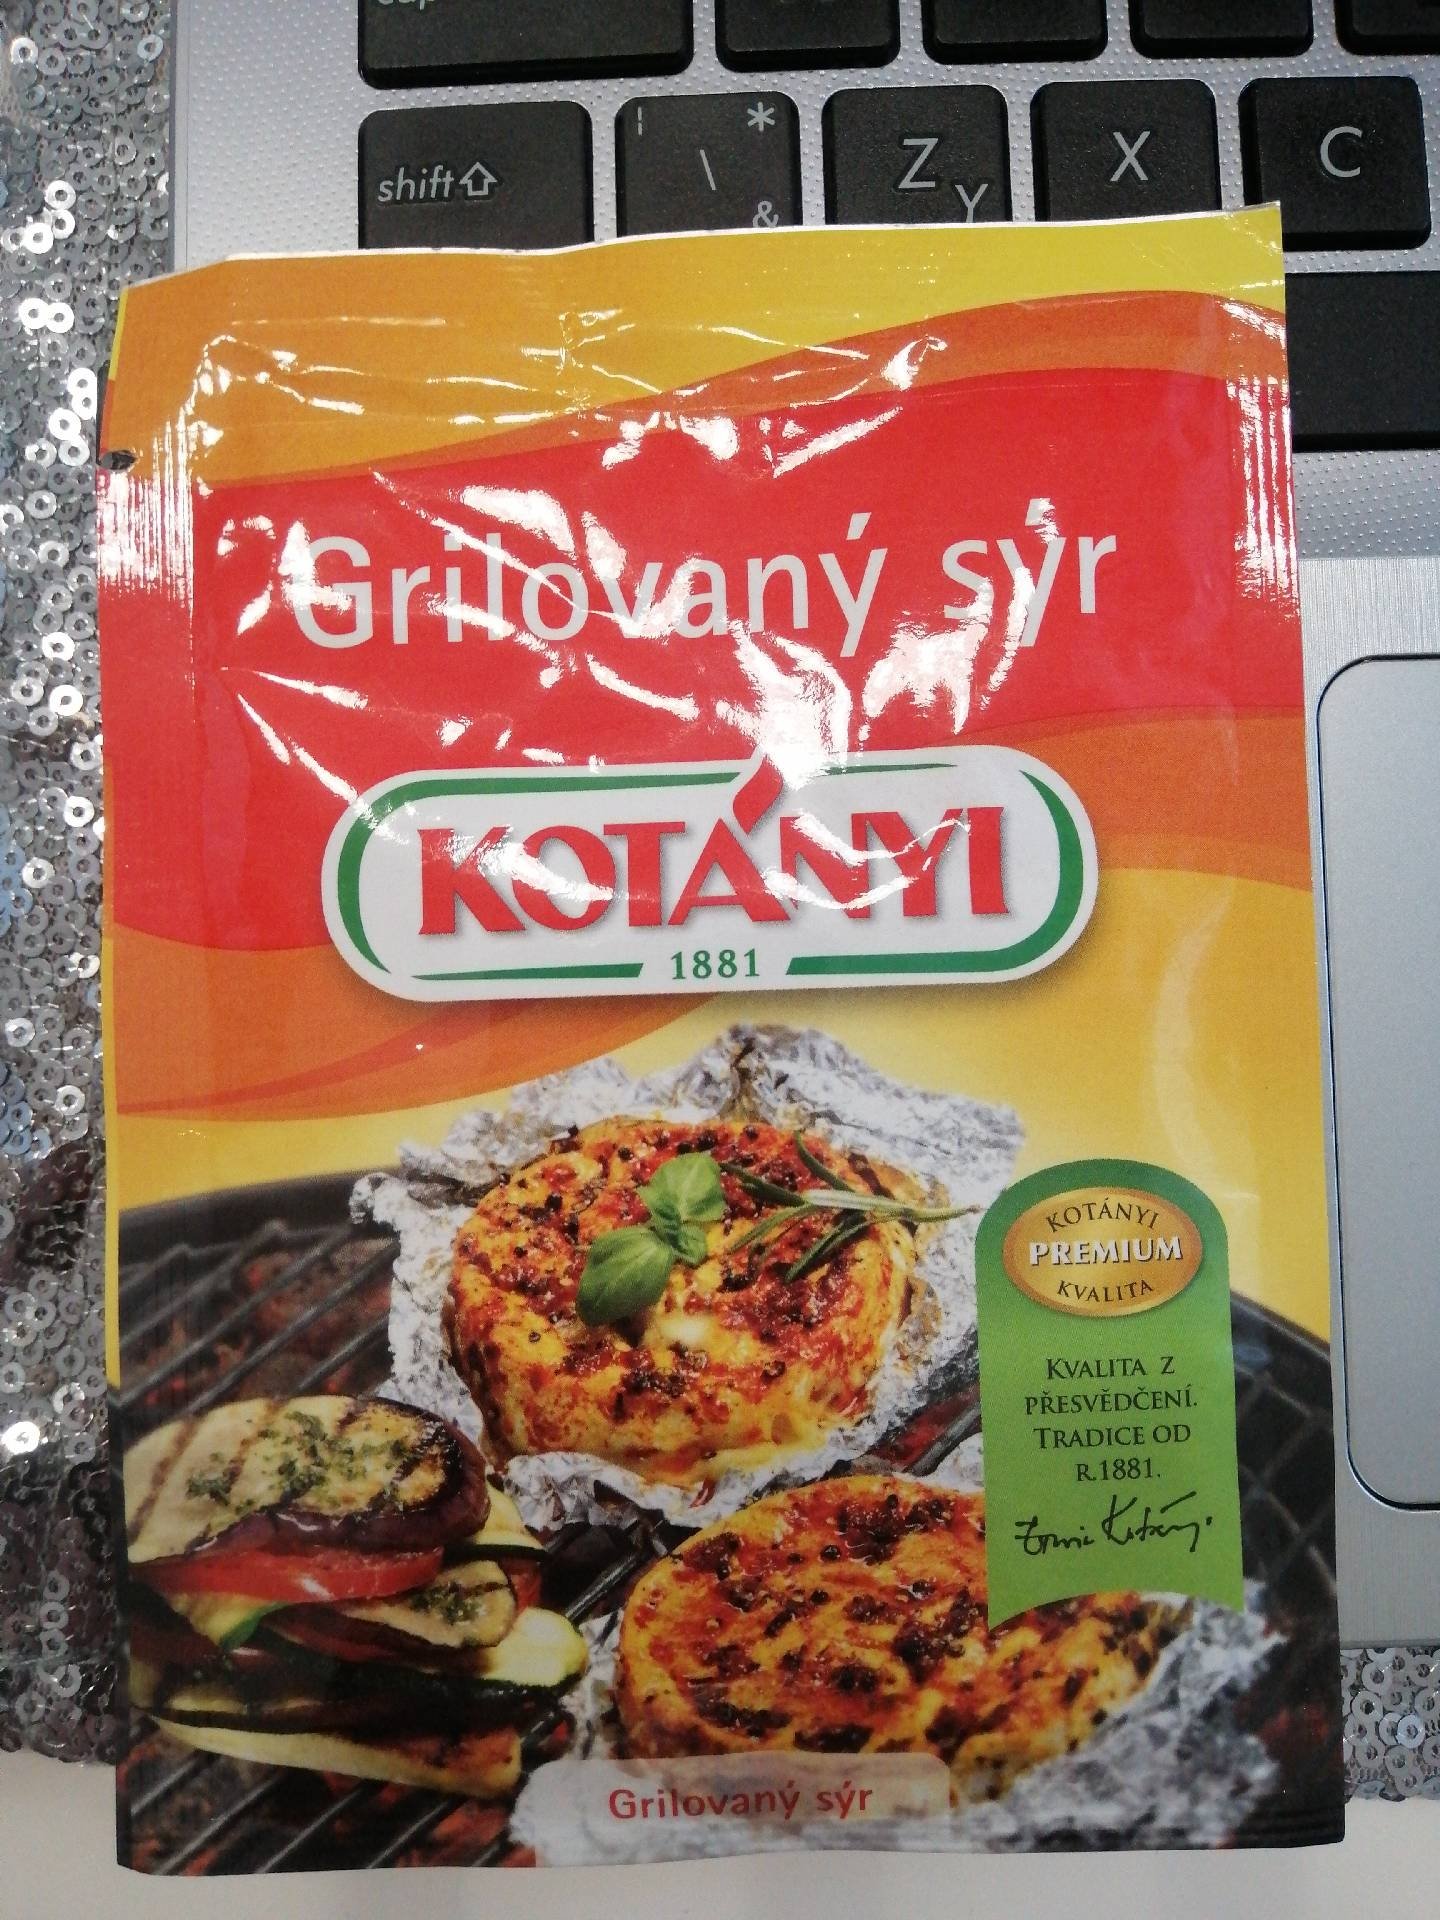 shift
¦ * \ &
Z Y
X
C
Grilovaný sýr
KOTÁNYI
1881
KOTÁNYI
PREMIUM
KVALITA
KVALITA Z
PŘESVĚDČENÍ.
TRADICE OD
R.1881.
Grilovaný sýr